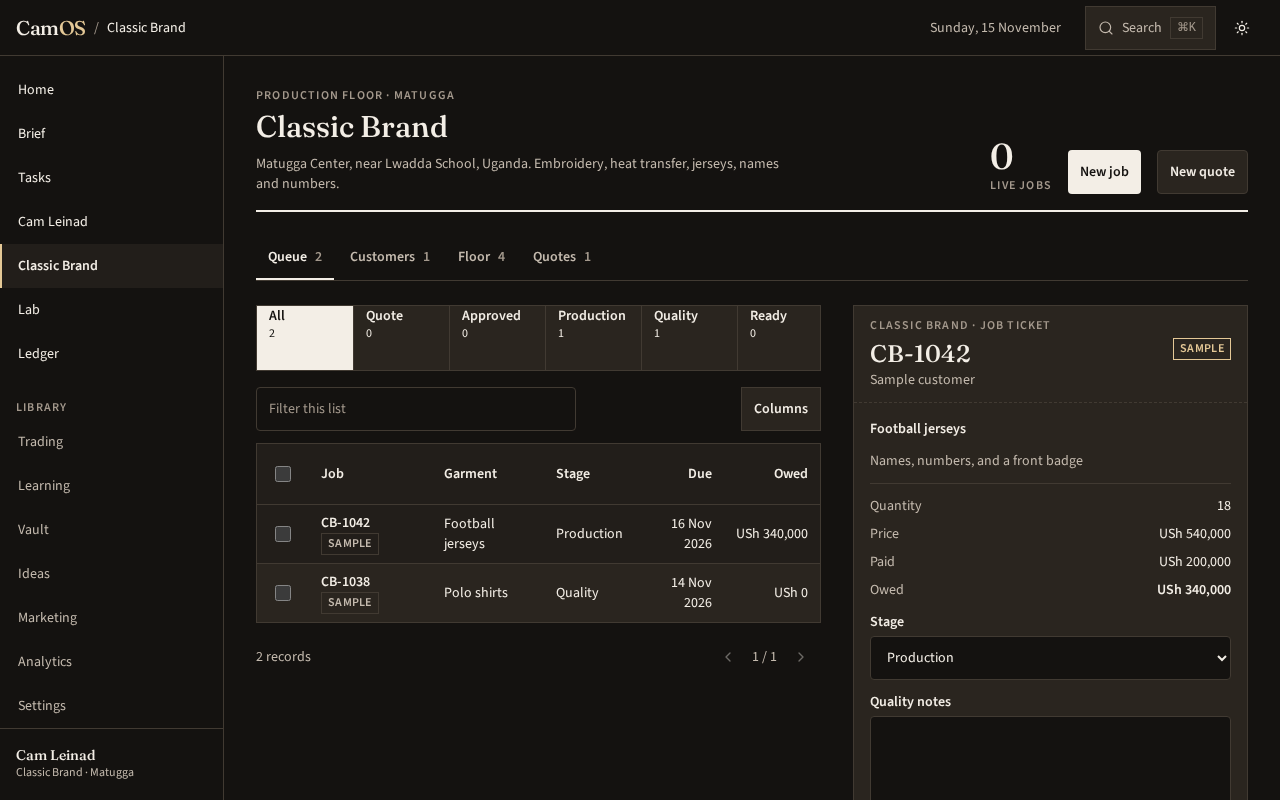 CamOS / Classic Brand
Sunday, 15 November
Search ⌘K
Home
Brief
Tasks
Cam Leinad
Classic Brand
Lab
Ledger
LIBRARY
Trading
Learning
Vault
Ideas
Marketing
Analytics
Settings
Cam Leinad
Classic Brand · Matugga
PRODUCTION FLOOR · MATUGGA
Classic Brand
Matugga Center, near Lwadda School, Uganda. Embroidery, heat transfer, jerseys, names
and numbers.
0
LIVE JOBS
New job
New quote
Queue 2
Customers 1
Floor 4
Quotes 1
All
2
Quote
0
Approved
0
Production
1
Quality
1
Ready
0
Filter this list
Columns
Job Garment Stage Due Owed
CB-1042
SAMPLE
Football
jerseys
Production
16 Nov
2026
USh 340,000
CB-1038
SAMPLE
Polo shirts
Quality
14 Nov
2026
USh 0
2 records
1 / 1
CLASSIC BRAND · JOB TICKET
CB-1042
SAMPLE
Sample customer
Football jerseys
Names, numbers, and a front badge
Quantity 18
Price USh 540,000
Paid USh 200,000
Owed USh 340,000
Stage
Production
Quality notes